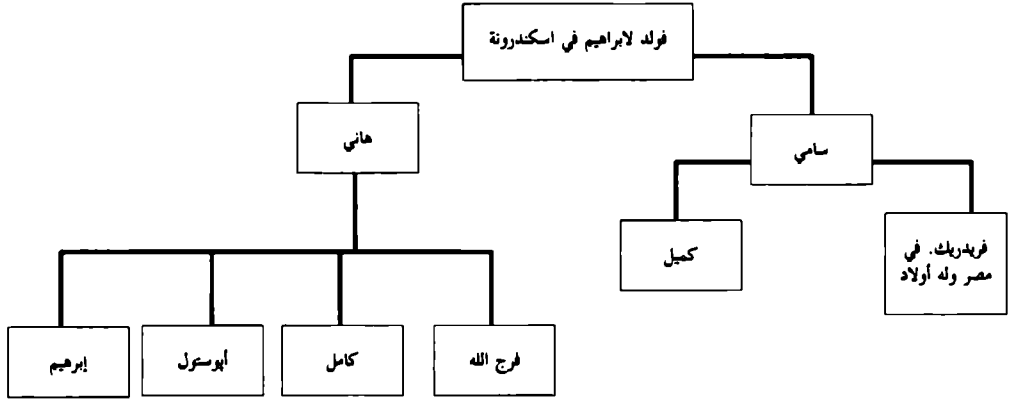 فولد لابراهيم في اسكندرونة
سامي
هاني
فريدريك. في
مصر وله أولاد
كميل
فرج الله
كامل
أبوستول
إبرهيم